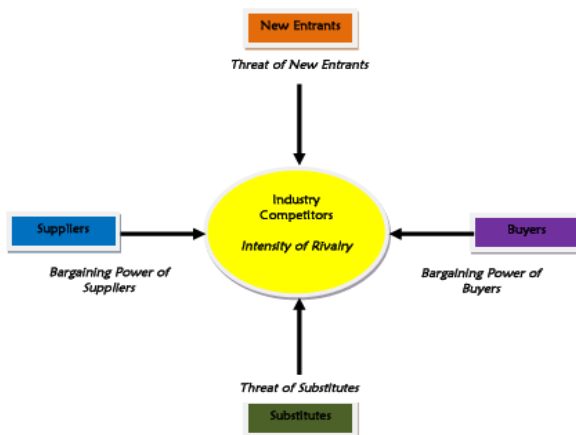 New Entrants
Threat of New Entrants
Industry
Competitors
Intensity of Rivalry
Suppliers
Bargaining Power of
Suppliers
Buyers
Bargaining Power of
Buyers
Threat of Substitutes
Substitutes